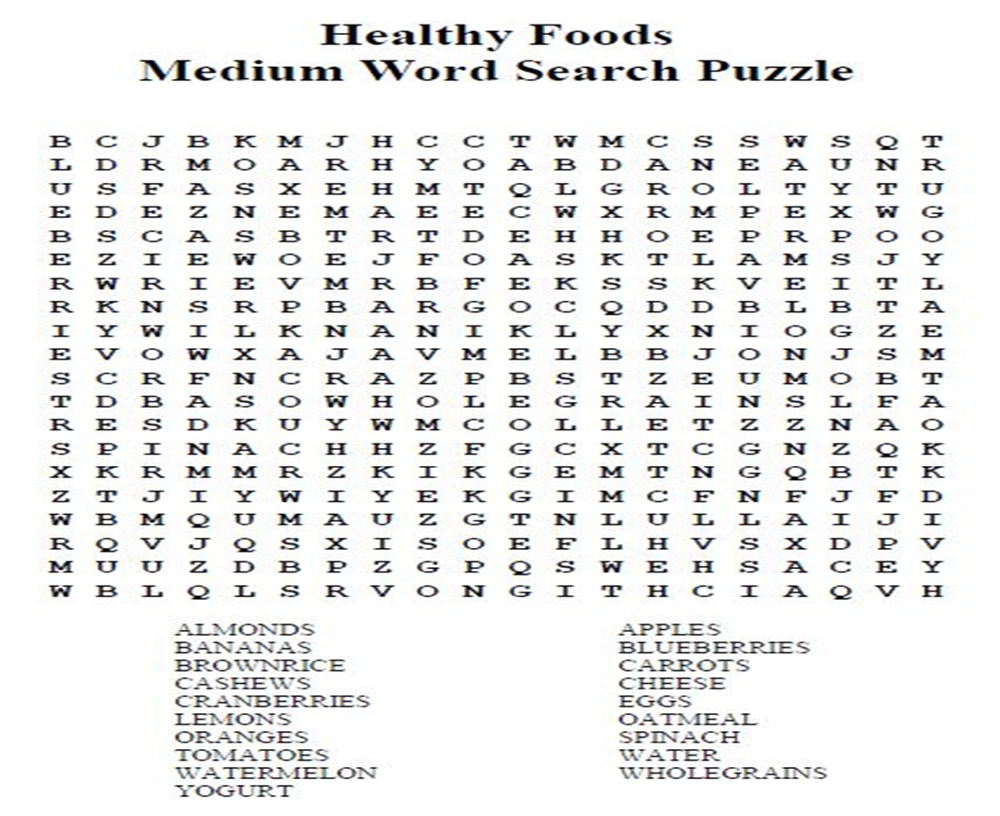 Healthy Foods
Medium Word Search Puzzle
B C J B K M J H C C T W M C S S W S Q T
L D R M O A R H Y O A B D A N E A U N R
U S F A S X E H M T Q L G R O L T Y T U
E D E Z N E M A E E C W X R M P E X W G
B S C A S B T R T D E H H O E P R P O O
E Z I E W O E J F O A S K T L A M S J Y
R W R I E V M R B F E K S S K V E I T L
R K N S R P B A R G O C Q D D B L B T A
I Y W I L K N A N I K L Y X N I O G Z E
E V O W X A J A V M E L B B J O N J S M
S C R F N C R A Z P B S T Z E U M O B T
T D B A S O W H O L E G R A I N S L F A
R E S D K U Y W M C O L L E T Z Z N A O
S P I N A C H H Z F G C X T C G N Z Q K
X K R M M R Z K I K G E M T N G Q B T K
Z T J I Y W I Y E K G I M C F N F J F D
W B M Q U M A U Z G T N L U L L A I J I
R Q V J Q S X I S O E F L H V S X D P V
M U U Z D B P Z G P Q S W E H S A C E Y
W B L Q L S R V O N G I T H C I A Q V H
ALMONDS APPLES
BANANAS BLUEBERRIES
BROWNRICE CARROTS
CASHEWS CHEESE
CRANBERRIES EGGS
LEMONS OATMEAL
ORANGES SPINACH
TOMATOES WATER
WATERMELON WHOLEGRAINS
YOGURT